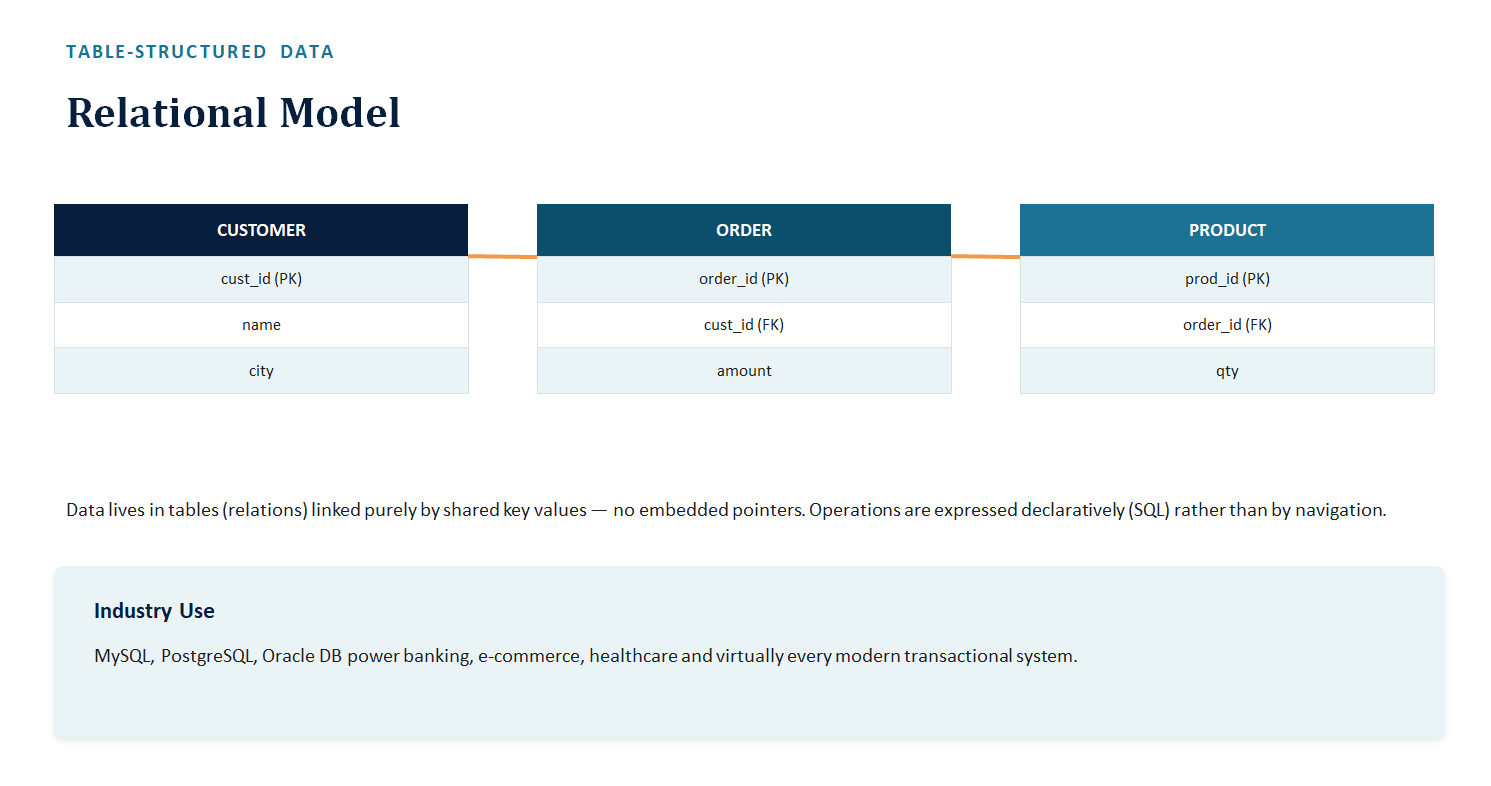 TABLE-STRUCTURED DATA
Relational Model
CUSTOMER
cust_id (PK)
name
city
ORDER
order_id (PK)
cust_id (FK)
amount
PRODUCT
prod_id (PK)
order_id (FK)
qty
Data lives in tables (relations) linked purely by shared key values — no embedded pointers. Operations are expressed declaratively (SQL) rather than by navigation.
Industry Use
MySQL, PostgreSQL, Oracle DB power banking, e-commerce, healthcare and virtually every modern transactional system.